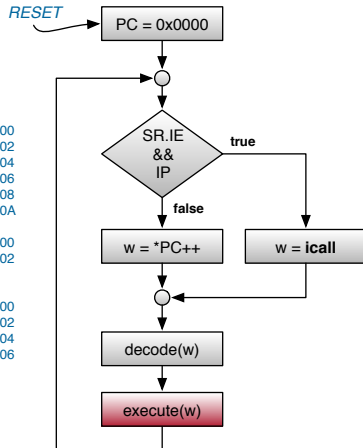 RESET
PC = 0x0000
SR.IE
&&
IP
true
false
00
02
04
06
08
0A
00
02
00
02
04
06
w = *PC++
w = icall
decode(w)
execute(w)